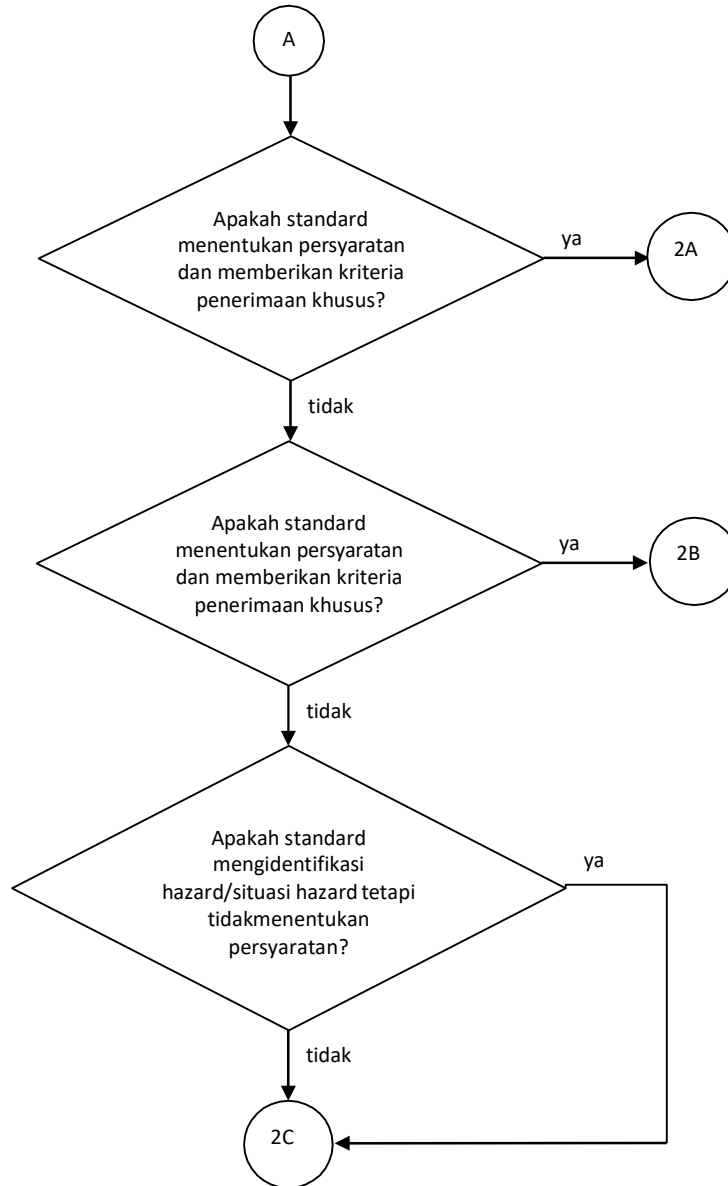 A
Apakah standard
menentukan persyaratan
dan memberikan kriteria
penerimaan khusus?
ya
2A
tidak
Apakah standard
menentukan persyaratan
dan memberikan kriteria
penerimaan khusus?
ya
2B
tidak
Apakah standard
mengidentifikasi
hazard/situasi hazard tetapi
tidakmenentukan
persyaratan?
ya
tidak
2C